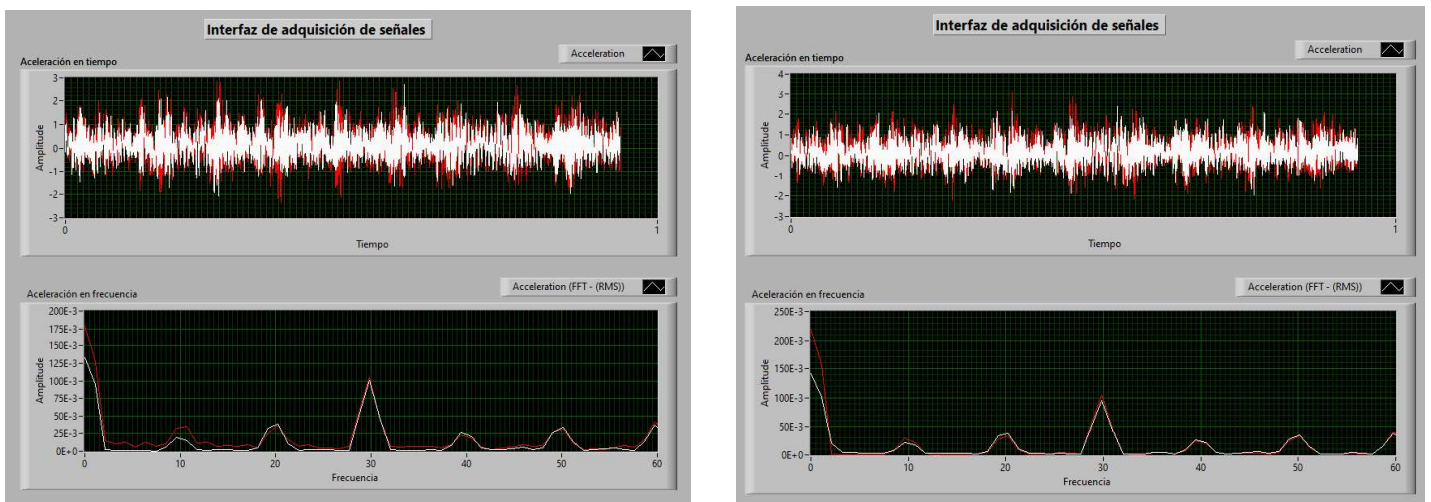 Interfaz de adquisición de señales
Acceleration
Aceleración en tiempo
3
2
1
0
-1
-2
-3
Amplitude
0
1
Tiempo
Acceleration (FFT - (RMS))
Aceleración en frecuencia
200E-3
175E-3
150E-3
125E-3
100E-3
75E-3
50E-3
25E-3
0E+0
Amplitude
0 10 20 30 40 50 60
Frecuencia
Interfaz de adquisición de señales
Acceleration
Aceleración en tiempo
4
3
2
1
0
-1
-2
-3
Amplitude
0
1
Tiempo
Acceleration (FFT - (RMS))
Aceleración en frecuencia
250E-3
200E-3
150E-3
100E-3
50E-3
0E+0
Amplitude
0 10 20 30 40 50 60
Frecuencia